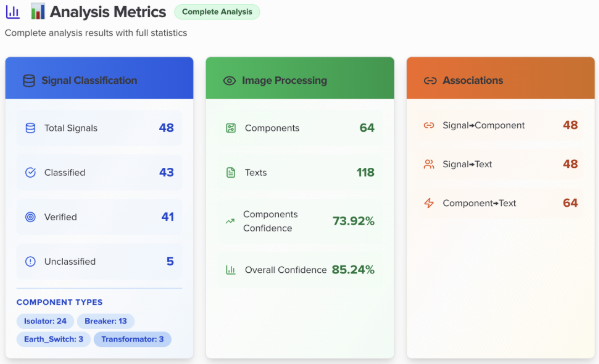 Analysis Metrics Complete Analysis
Complete analysis results with full statistics
Signal Classification
Total Signals 48
Classified 43
Verified 41
Unclassified 5
COMPONENT TYPES
Isolator: 24 Breaker: 13
Earth_Switch: 3 Transformator: 3
Image Processing
Components 64
Texts 118
Components
Confidence 73.92%
Overall Confidence 85.24%
Associations
Signal→Component 48
Signal→Text 48
Component→Text 64